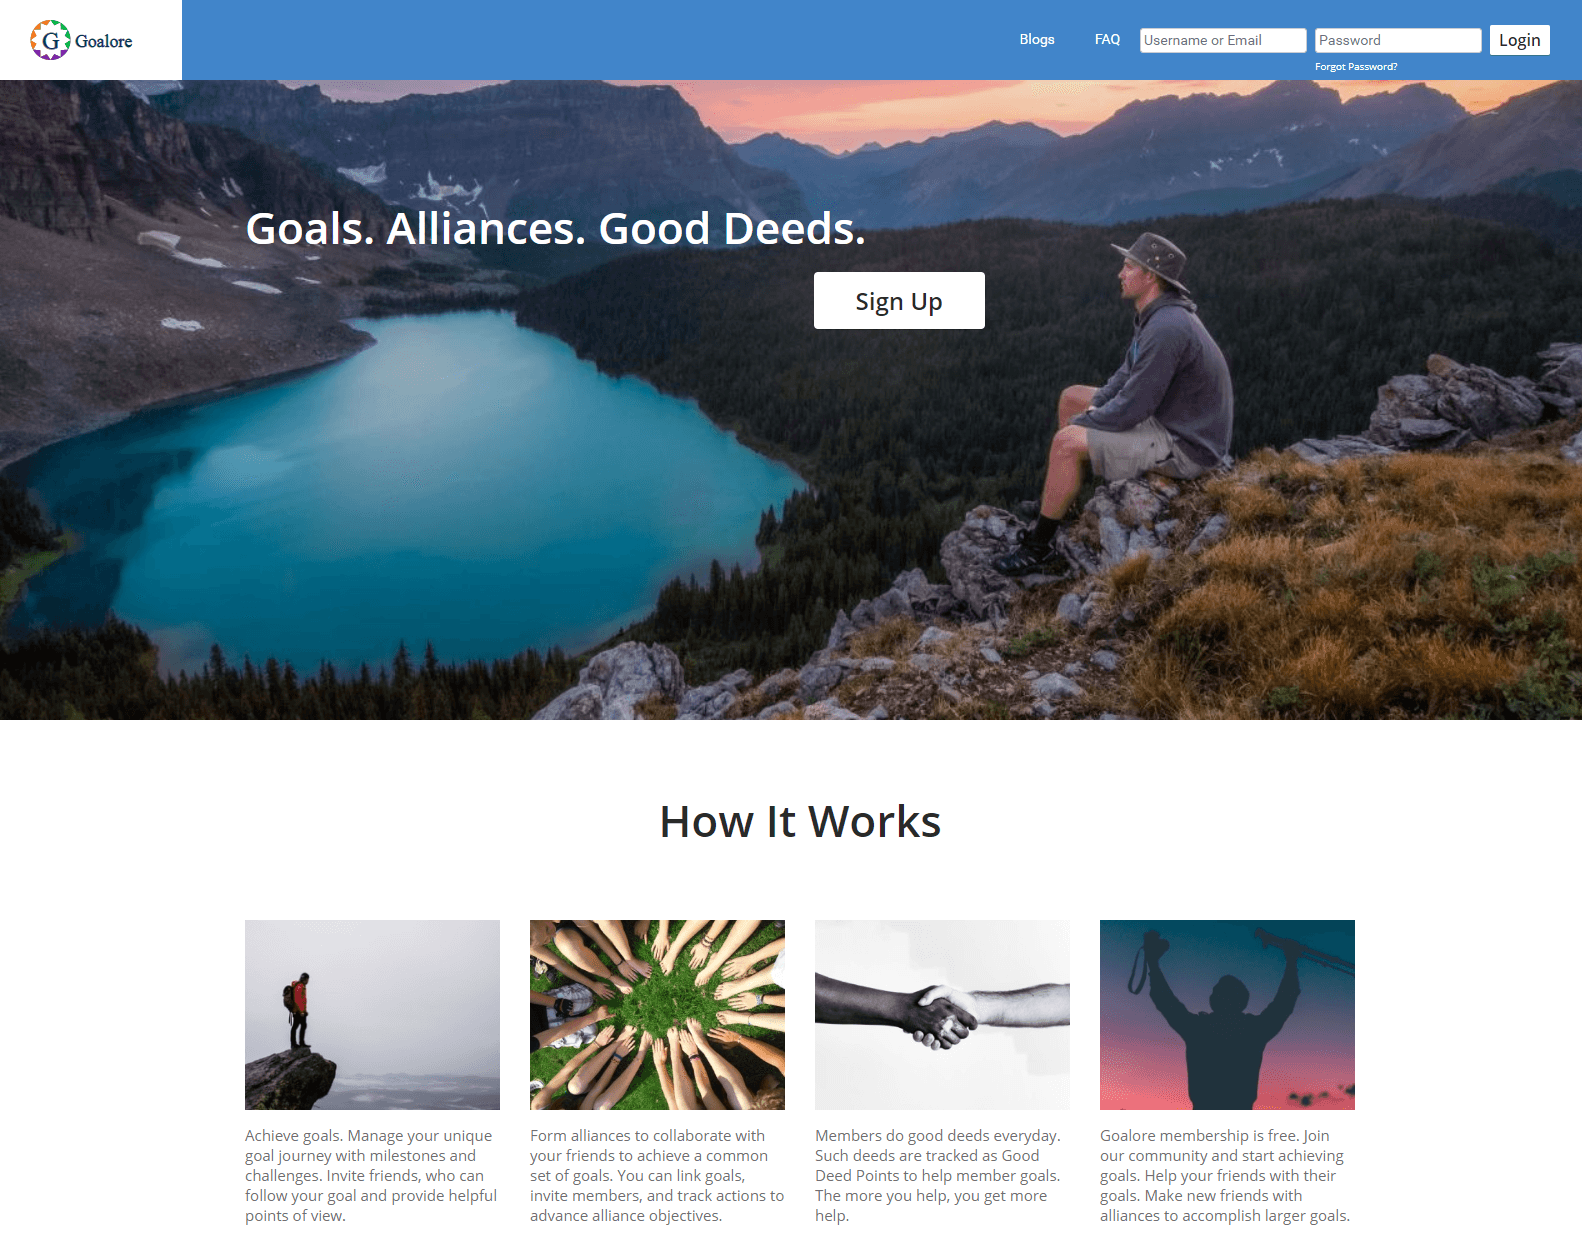 G Goalore
Blogs
FAQ
Username or Email
Password
Login
Forgot Password?
Goals. Alliances. Good Deeds.
Sign Up
How It Works
Achieve goals. Manage your unique
goal journey with milestones and
challenges. Invite friends, who can
follow your goal and provide helpful
points of view.
Form alliances to collaborate with
your friends to achieve a common
set of goals. You can link goals,
invite members, and track actions to
advance alliance objectives.
Members do good deeds everyday.
Such deeds are tracked as Good
Deed Points to help member goals.
The more you help, you get more
help.
Goalore membership is free. Join
our community and start achieving
goals. Help your friends with their
goals. Make new friends with
alliances to accomplish larger goals.